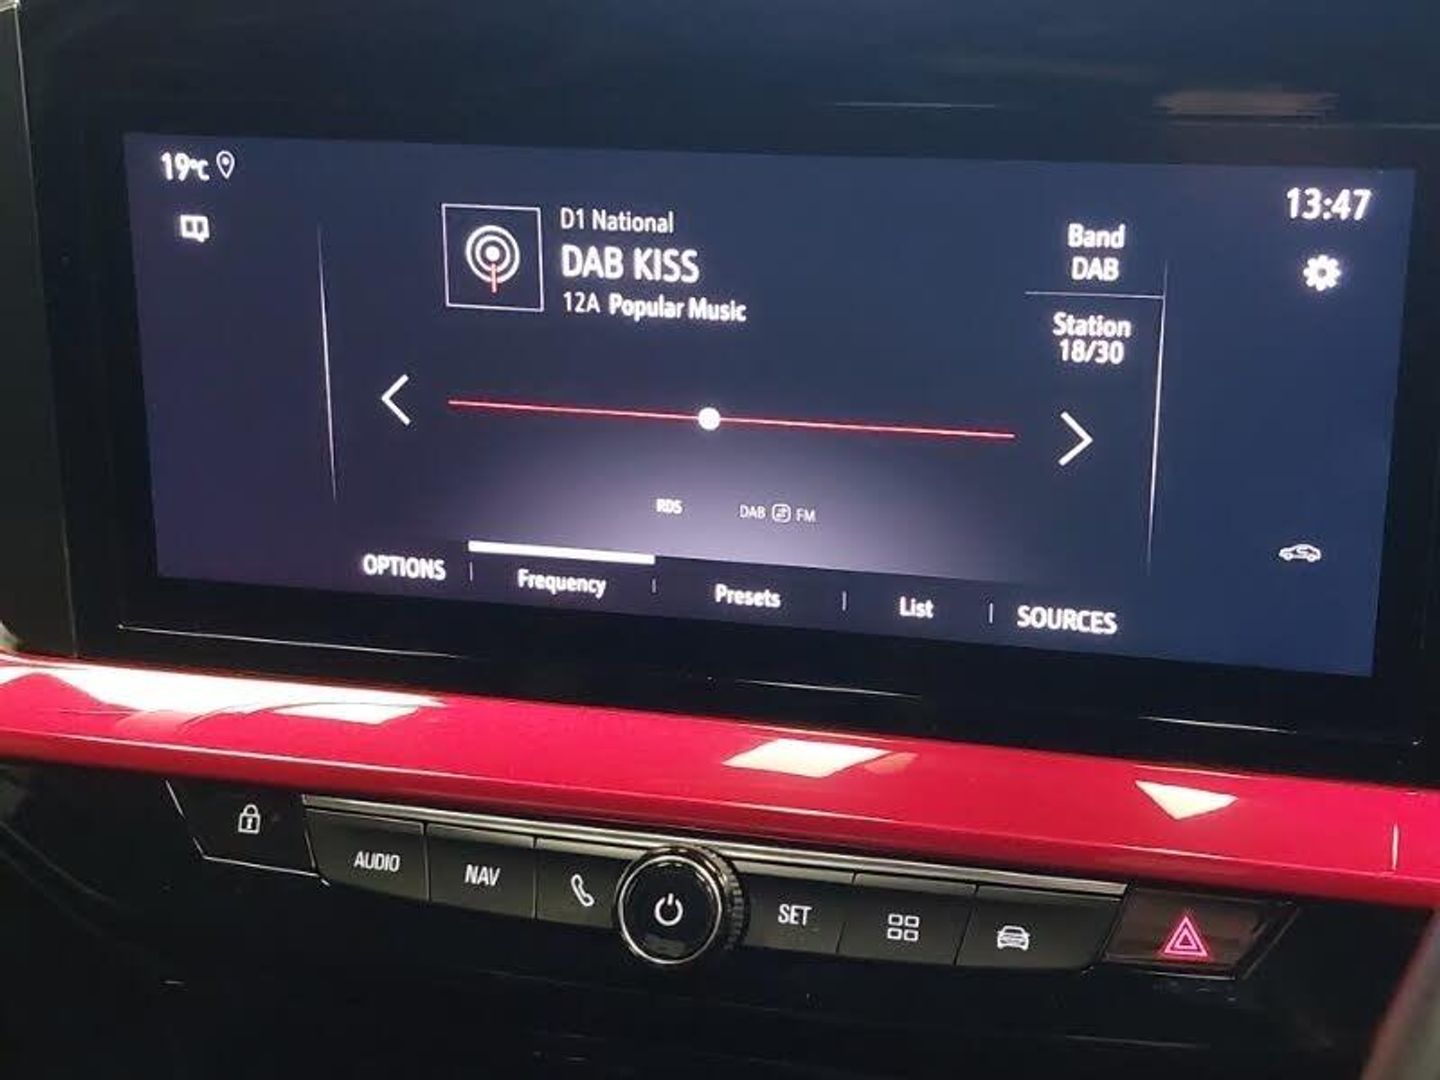 19°C
13:47
D1 National
DAB KISS
12A Popular Music
Band
DAB
Station
18/30
RDS
DAB FM
OPTIONS
Frequency
Presets
List
SOURCES
AUDIO
NAV
SET